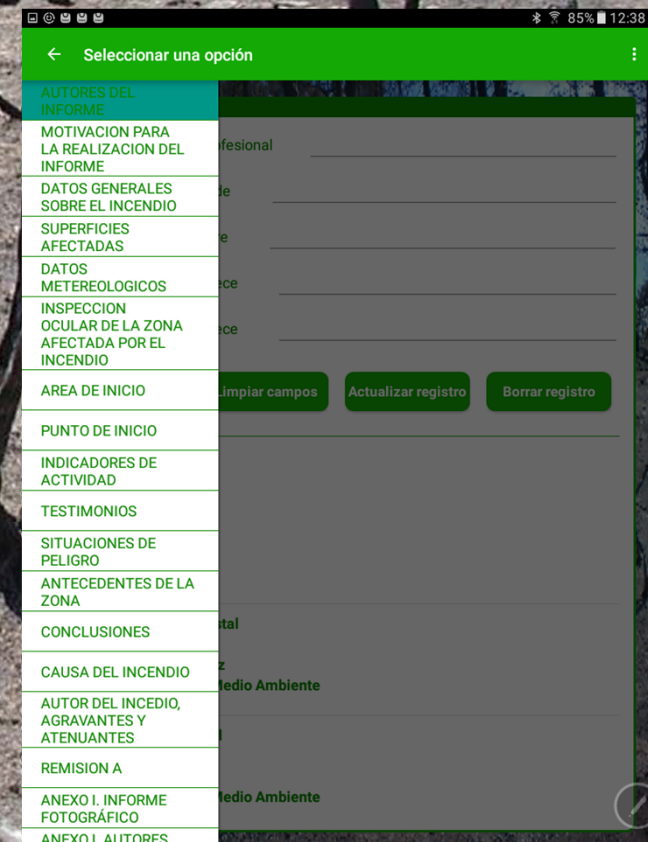 85% 12:38
Seleccionar una opción
AUTORES DEL
INFORME
MOTIVACION PARA
LA REALIZACION DEL
INFORME
DATOS GENERALES
SOBRE EL INCENDIO
SUPERFICIES
AFECTADAS
DATOS
METEREOLOGICOS
INSPECCION
OCULAR DE LA ZONA
AFECTADA POR EL
INCENDIO
AREA DE INICIO
PUNTO DE INICIO
INDICADORES DE
ACTIVIDAD
TESTIMONIOS
SITUACIONES DE
PELIGRO
ANTECEDENTES DE LA
ZONA
CONCLUSIONES
CAUSA DEL INCENDIO
AUTOR DEL INCEDIO,
AGRAVANTES Y
ATENUANTES
REMISION A
ANEXO I. INFORME
FOTOGRÁFICO
ANEXO I. AUTORES
ofesional
de
re
ece
ece
Limpiar campos Actualizar registro Borrar registro
stal
z
Medio Ambiente
Medio Ambiente